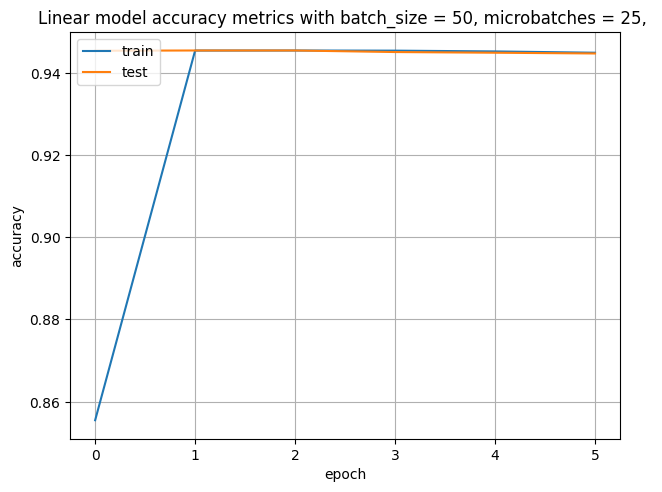 Linear model accuracy metrics with batch_size = 50, microbatches = 25,
train
test
0.94
0.92
0.90
0.88
0.86
accuracy
0 1 2 3 4 5
epoch